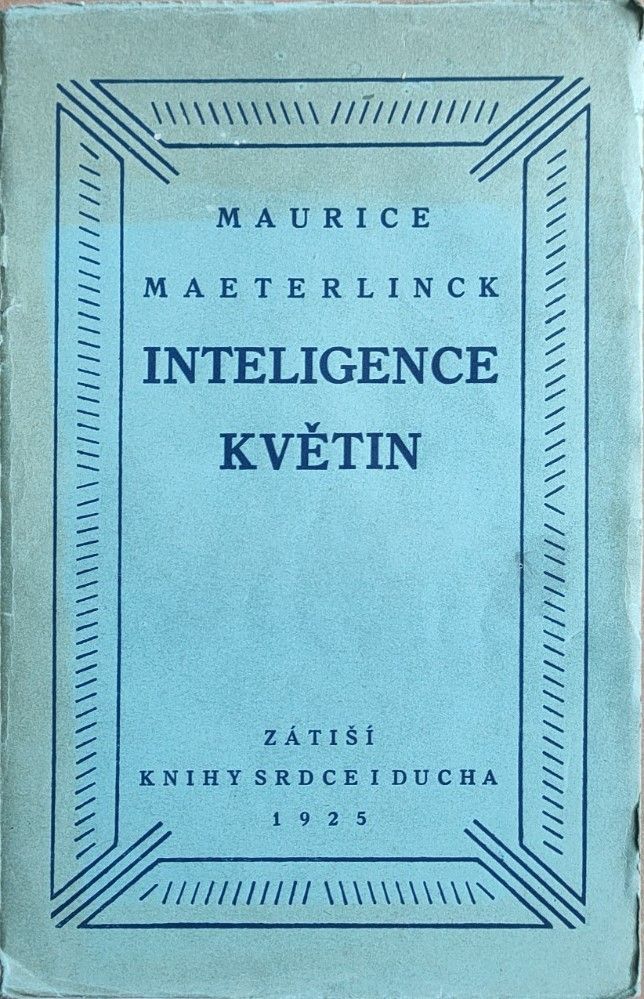 MAURICE
MAETERLINCK
INTELIGENCE
KVĚTIN
ZÁTIŠÍ
KNIHY SRDCE I DUCHA
1925